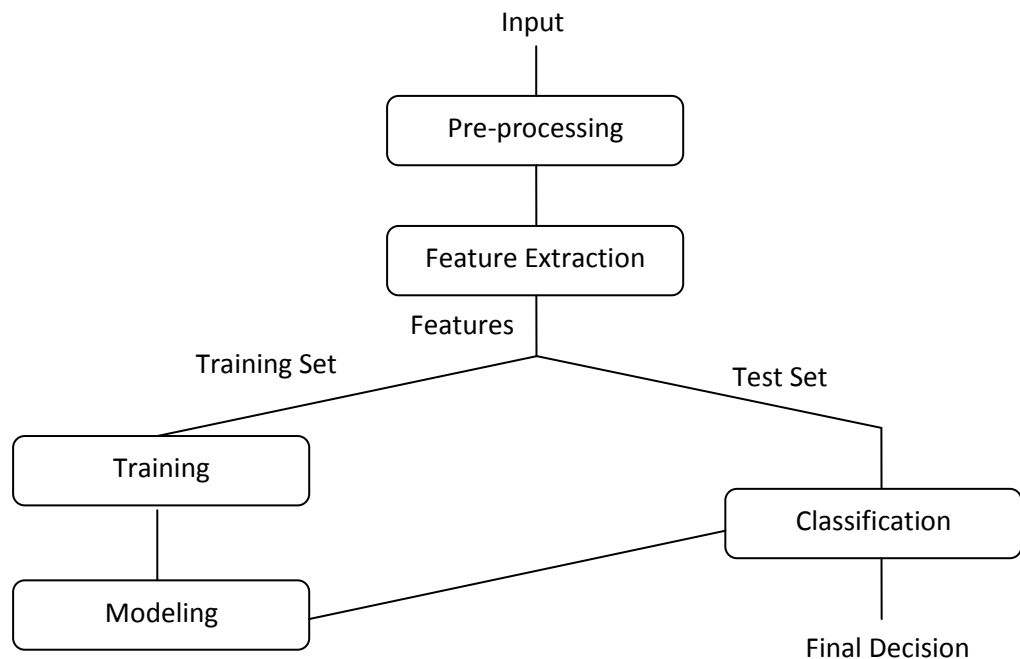 Input
Pre-processing
Feature Extraction
Features
Training Set
Test Set
Training
Classification
Modeling
Final Decision